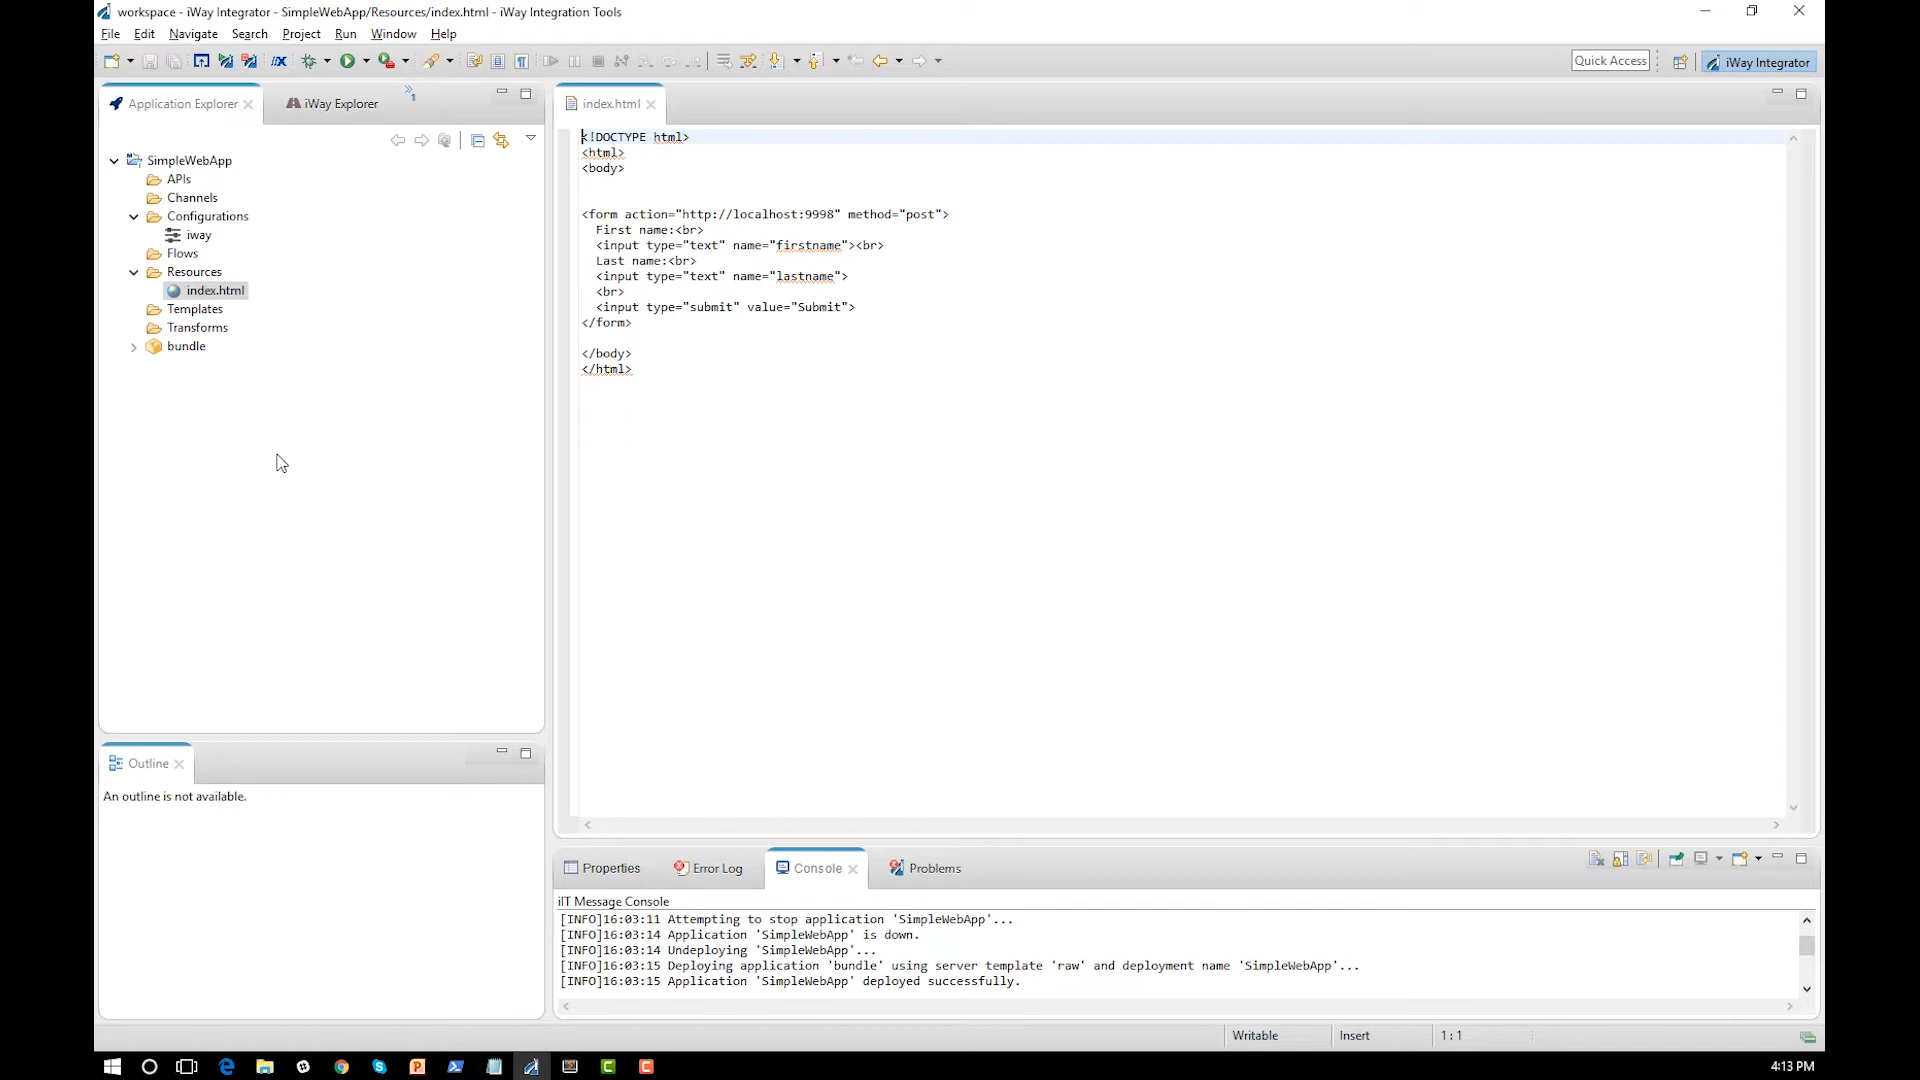 workspace - iWay Integrator - SimpleWebApp/Resources/index.html - iWay Integration Tools
File Edit Navigate Search Project Run Window Help
Quick Access
iWay Integrator
Application Explorer
iWay Explorer
1
SimpleWebApp
APIs
Channels
Configurations
iway
Flows
Resources
index.html
Templates
Transforms
bundle
Outline
An outline is not available.
index.html
<!DOCTYPE html>
<html>
<body>
<form action="http://localhost:9998" method="post">
First name:<br>
<input type="text" name="firstname"><br>
Last name:<br>
<input type="text" name="lastname">
<br>
<input type="submit" value="Submit">
</form>
</body>
</html>
Properties Error Log Console Problems
iIT Message Console
[INFO]16:03:11 Attempting to stop application 'SimpleWebApp'...
[INFO]16:03:14 Application 'SimpleWebApp' is down.
[INFO]16:03:14 Undeploying 'SimpleWebApp'...
[INFO]16:03:15 Deploying application 'bundle' using server template 'raw' and deployment name 'SimpleWebApp'...
[INFO]16:03:15 Application 'SimpleWebApp' deployed successfully.
Writable Insert 1 : 1
4:13 PM